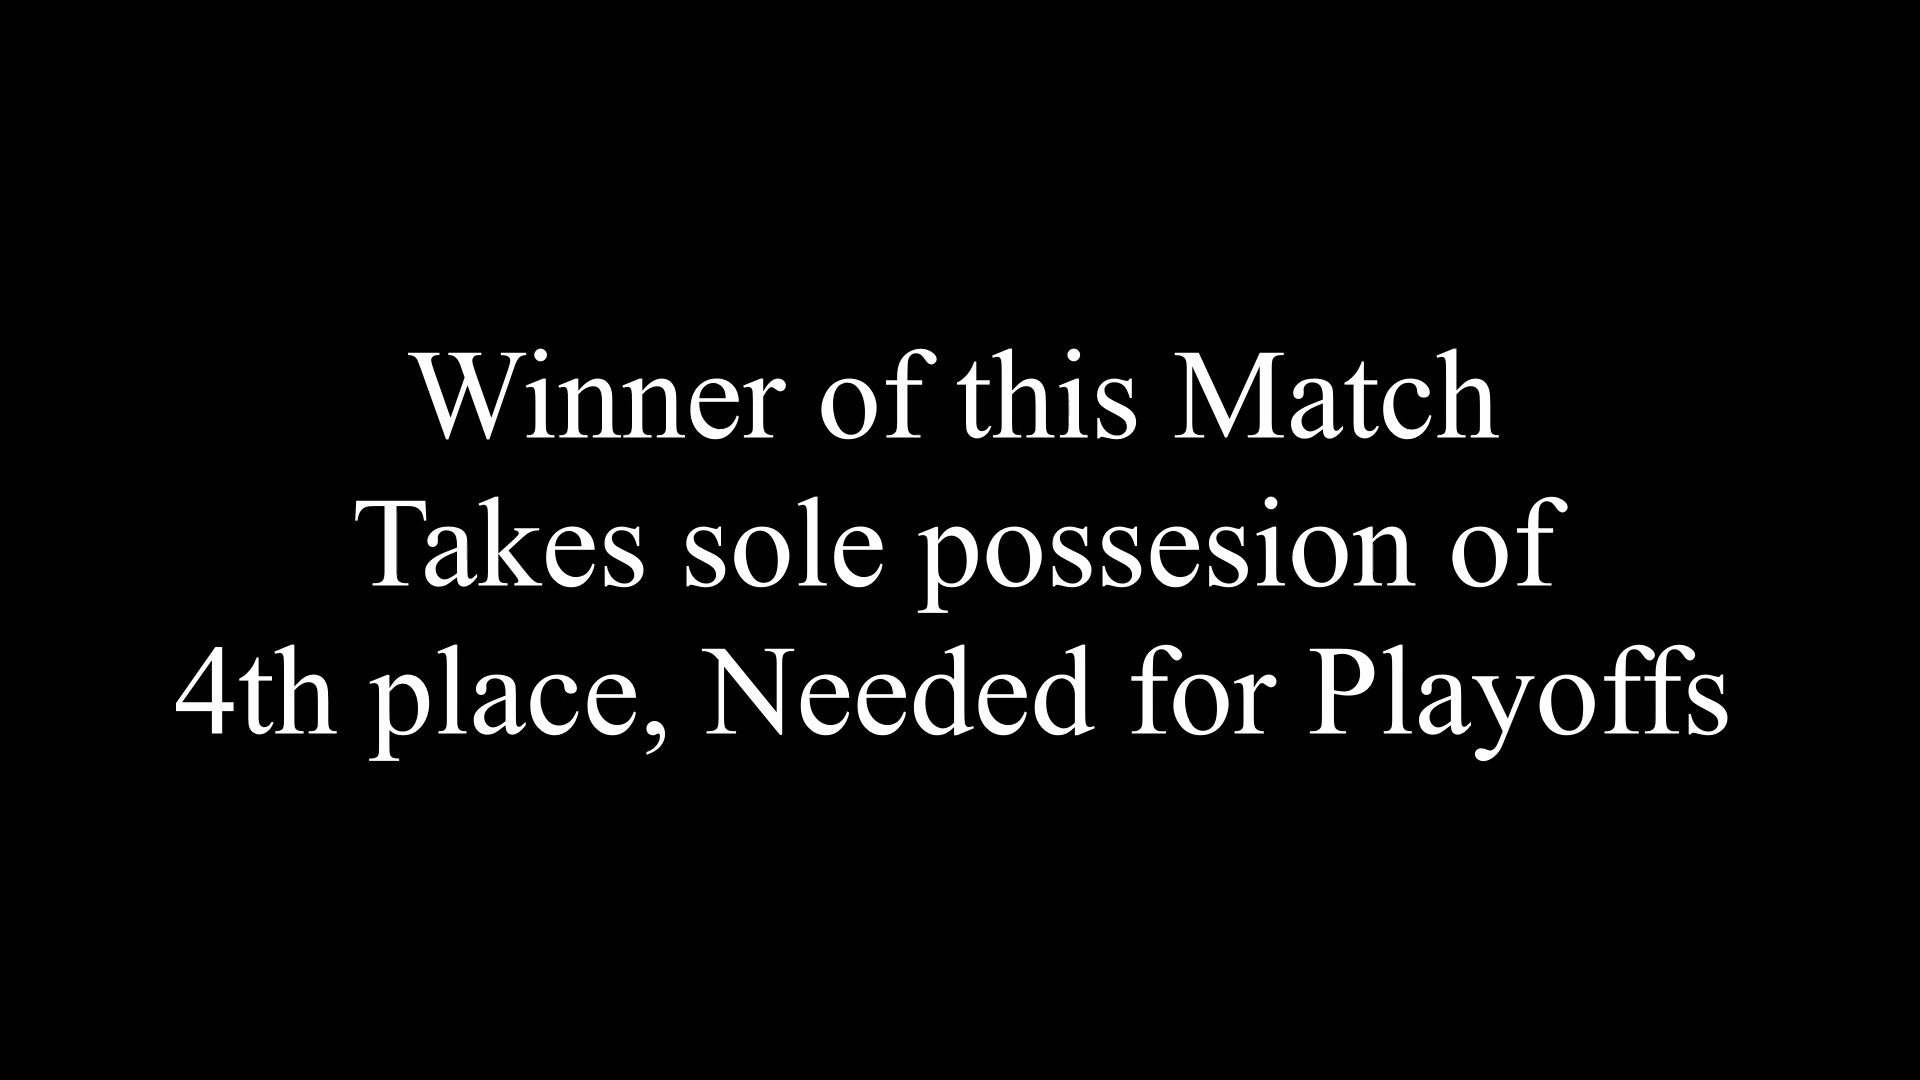 Winner of this Match
Takes sole possesion of
4th place, Needed for Playoffs